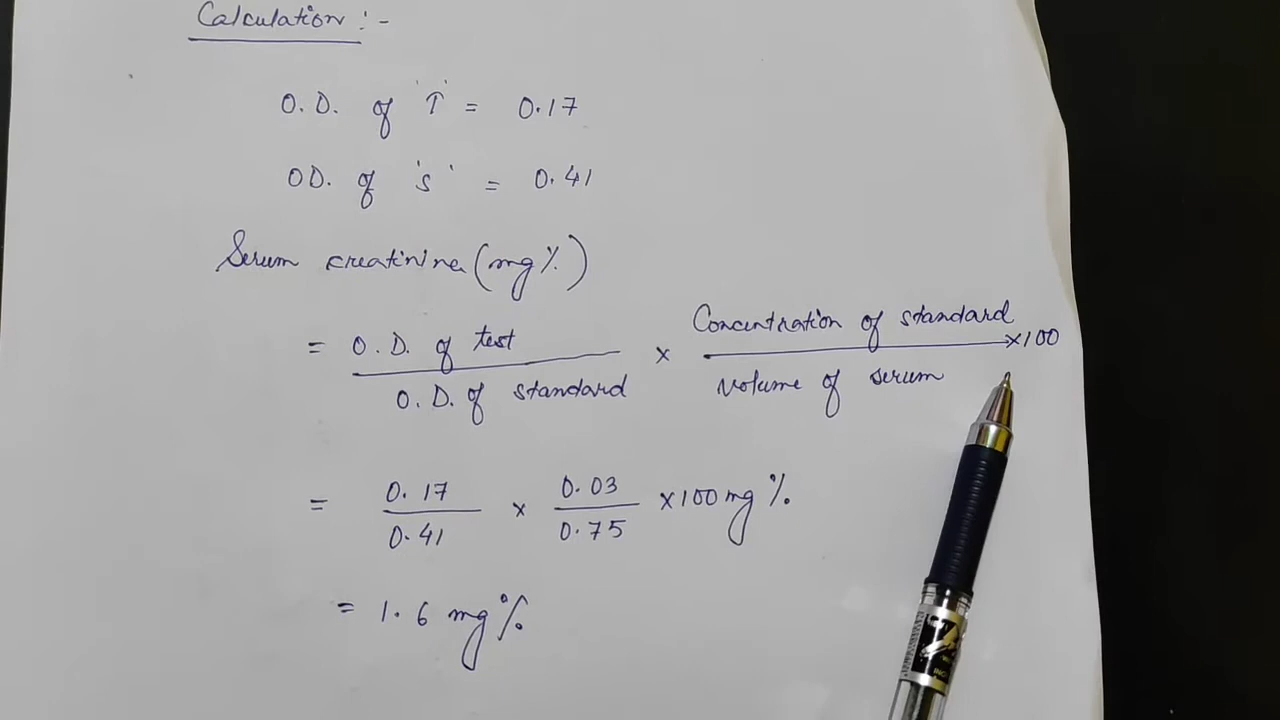 Calculation :-
O.D. of 'T' = 0.17
OD. of 's' = 0.41
Serum creatinine (mg%)
= O.D. of test / O.D. of standard × Concentration of standard / Volume of serum ×100
= 0.17 / 0.41 × 0.03 / 0.75 ×100 mg%
= 1.6 mg%